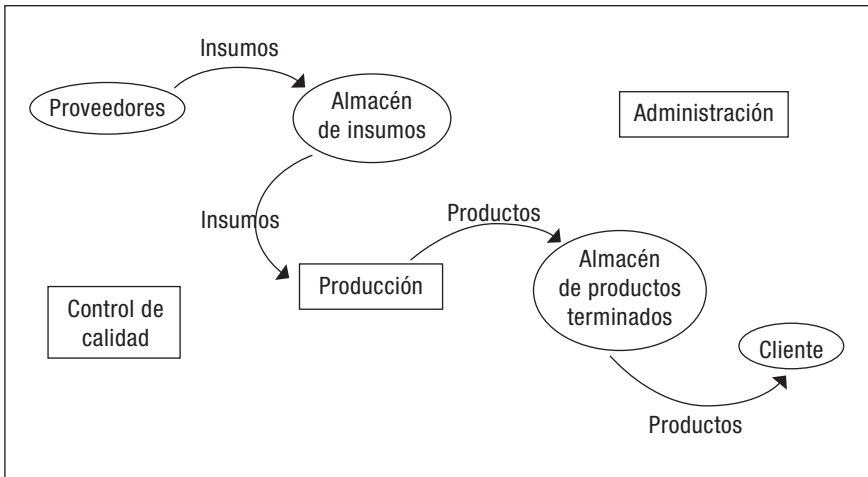 Insumos
Proveedores
Almacén
de insumos
Administración
Insumos
Productos
Producción
Almacén
de productos
terminados
Control de
calidad
Cliente
Productos